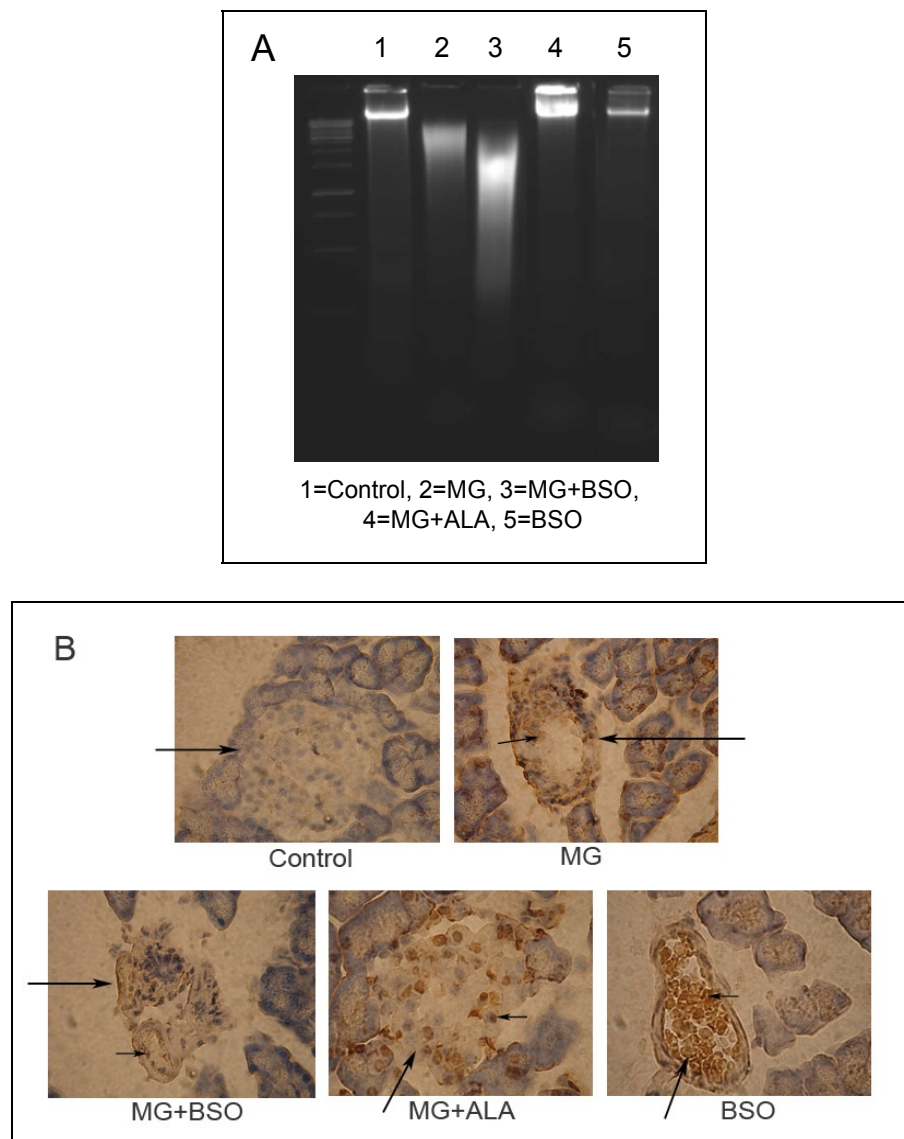 A
1 2 3 4 5
1=Control, 2=MG, 3=MG+BSO,
4=MG+ALA, 5=BSO
B
Control MG
MG+BSO MG+ALA BSO